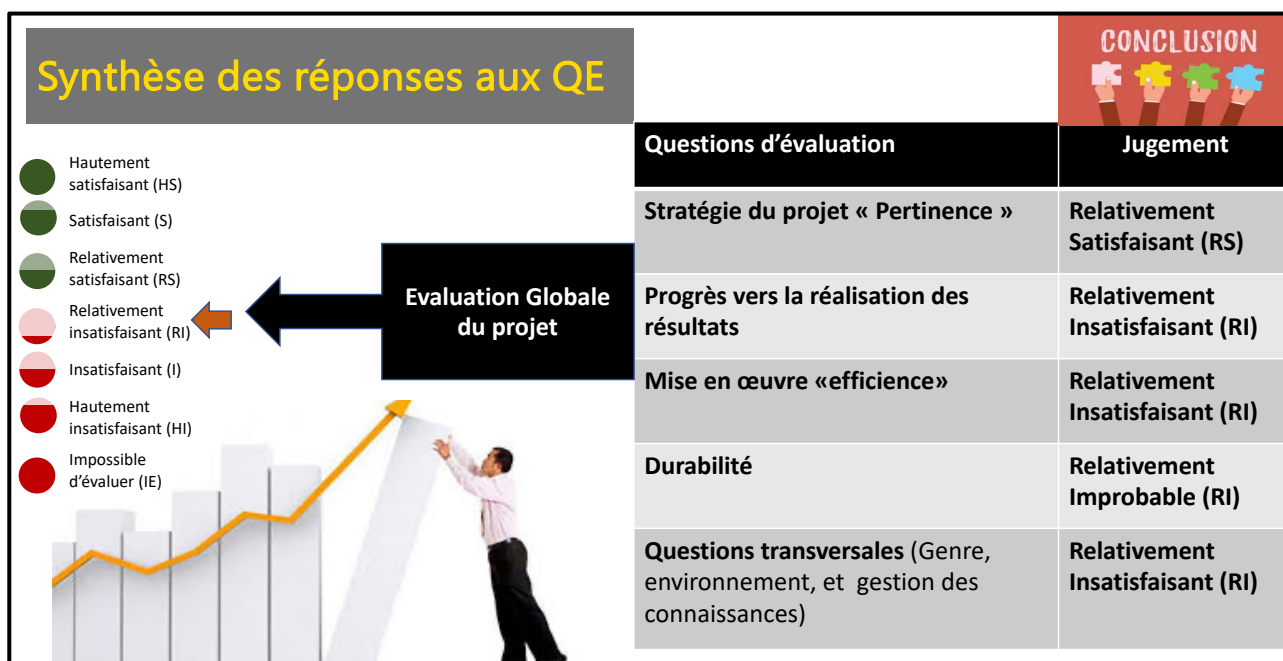 Synthèse des réponses aux QE
CONCLUSION
Hautement
satisfaisant (HS)
Satisfaisant (S)
Relativement
satisfaisant (RS)
Relativement
insatisfaisant (RI)
Insatisfaisant (I)
Hautement
insatisfaisant (HI)
Impossible
d’évaluer (IE)
Evaluation Globale
du projet
Questions d’évaluation
Jugement
Stratégie du projet « Pertinence »
Relativement
Satisfaisant (RS)
Progrès vers la réalisation des
résultats
Relativement
Insatisfaisant (RI)
Mise en œuvre «efficience»
Relativement
Insatisfaisant (RI)
Durabilité
Relativement
Improbable (RI)
Questions transversales (Genre,
environnement, et gestion des
connaissances)
Relativement
Insatisfaisant (RI)